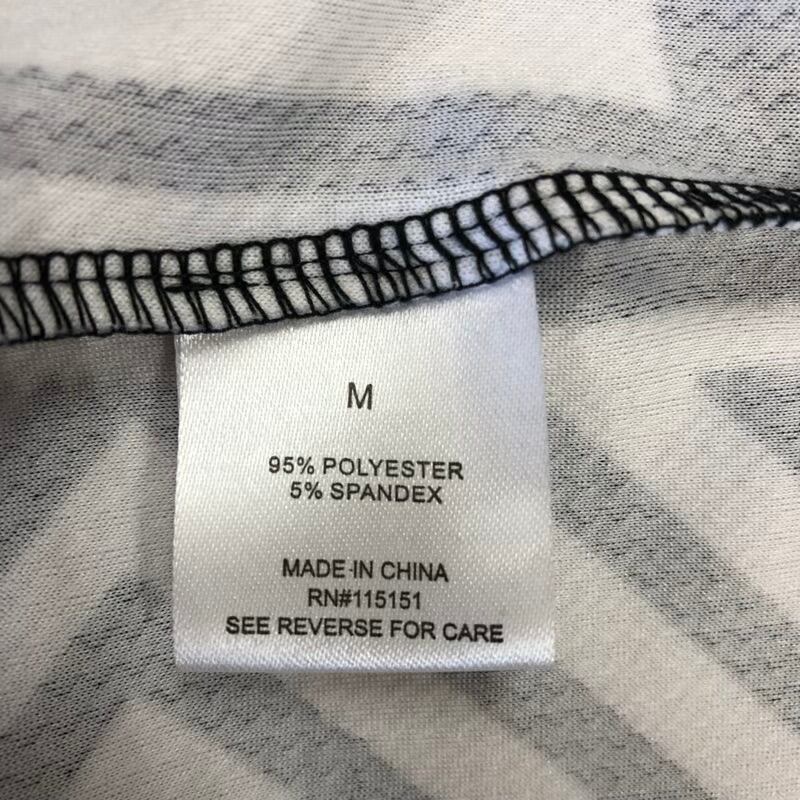 M
95% POLYESTER
5% SPANDEX
MADE IN CHINA
RN#115151
SEE REVERSE FOR CARE